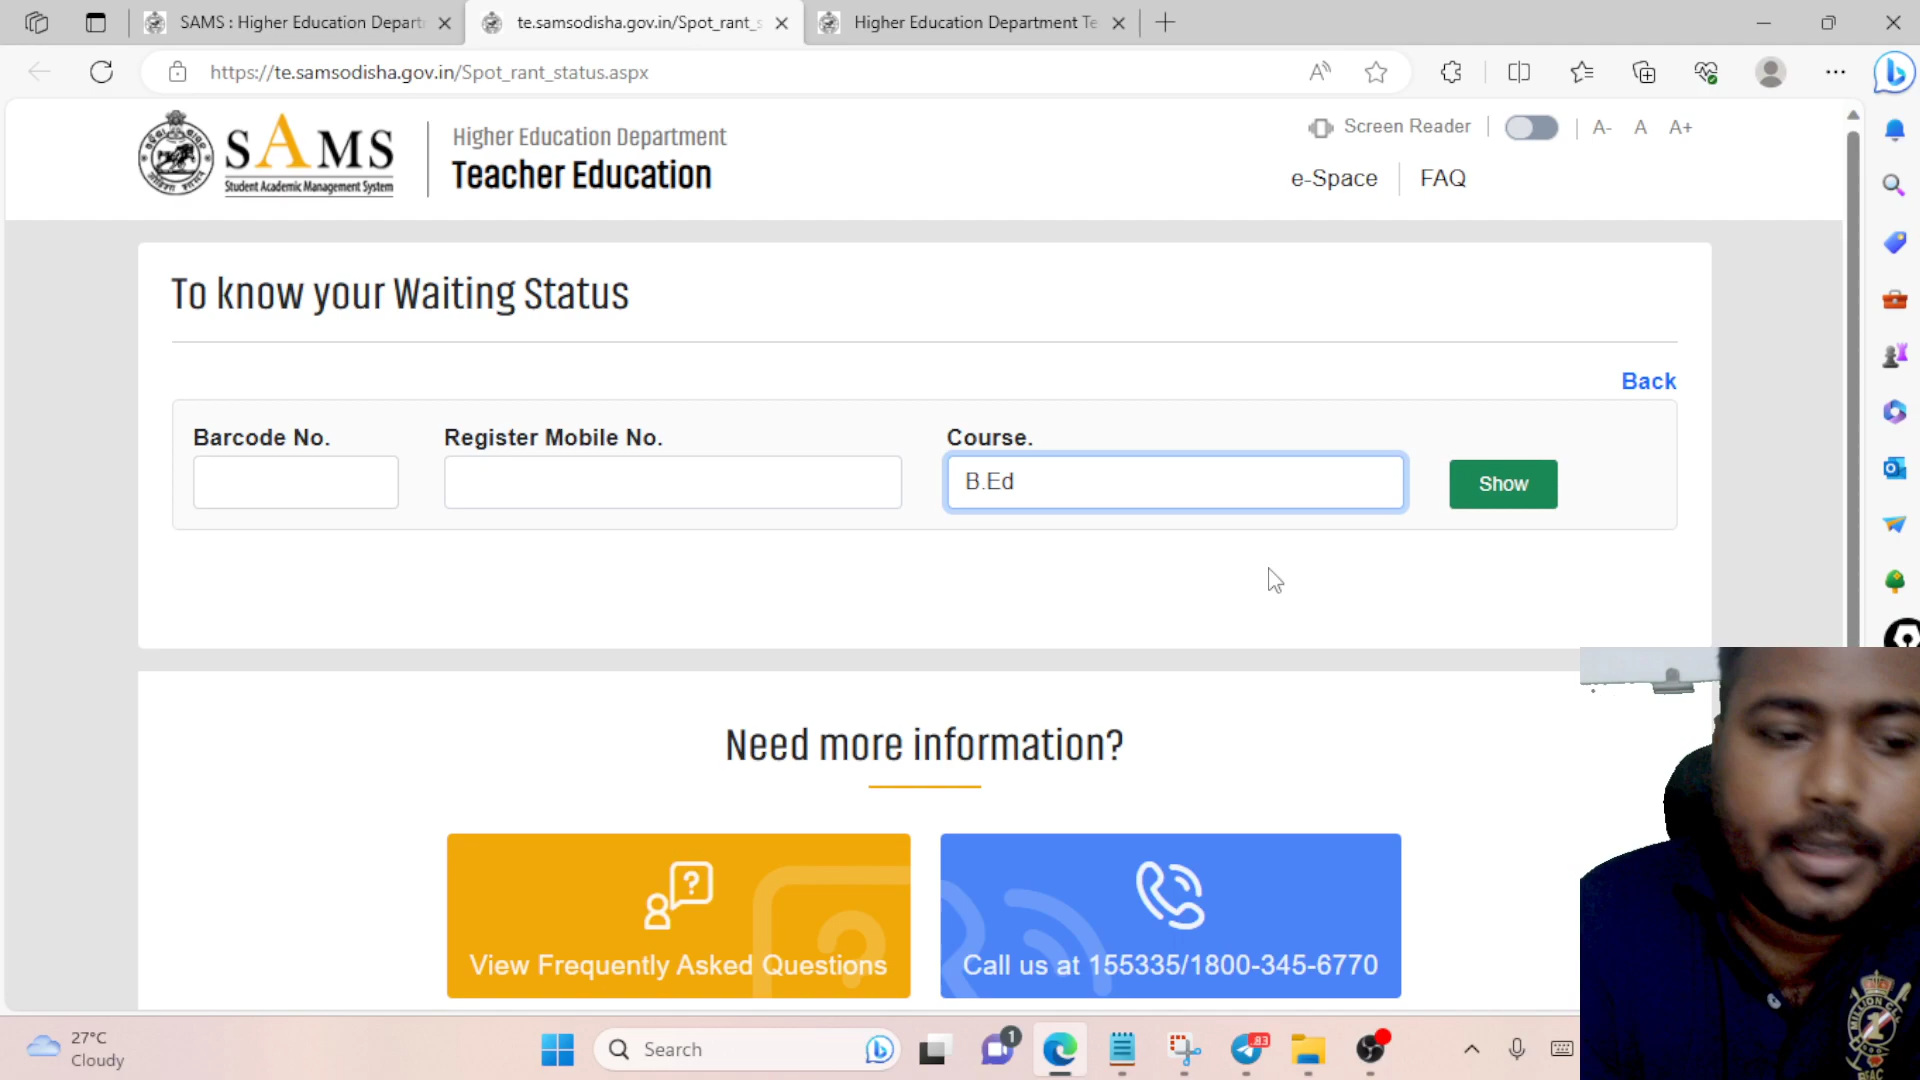 SAMS : Higher Education Depart
te.samsodisha.gov.in/Spot_rant_s
Higher Education Department Te
https://te.samsodisha.gov.in/Spot_rant_status.aspx
SAMS
Student Academic Management System
Higher Education Department
Teacher Education
Screen Reader
A- A A+
e-Space
FAQ
To know your Waiting Status
Back
Barcode No.
Register Mobile No.
Course.
B.Ed
Show
Need more information?
View Frequently Asked Questions
Call us at 155335/1800-345-6770
27°C
Cloudy
Search
1
83